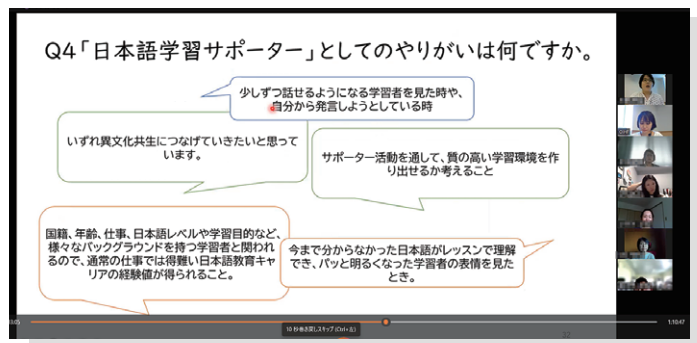 Q4「日本語学習サポーター」としてのやりがいは何ですか。
少しずつ話せるようになる学習者を見た時や、
自分から発言しようとしている時
いずれ異文化共生につなげていきたいと思って
います。
サポーター活動を通して、質の高い学習環境を作
り出せるか考えること
国籍、年齢、仕事、日本語レベルや学習目的など、
様々なバックグラウンドを持つ学習者と関われ
るので、通常の仕事では得難い日本語教育キャ
リアの経験値が得られること。
今まで分からなかった日本語がレッスンで理解
でき、パッと明るくなった学習者の表情を見た
とき。
10 秒巻き戻しスキップ (Ctrl+左)
1:10:47
22